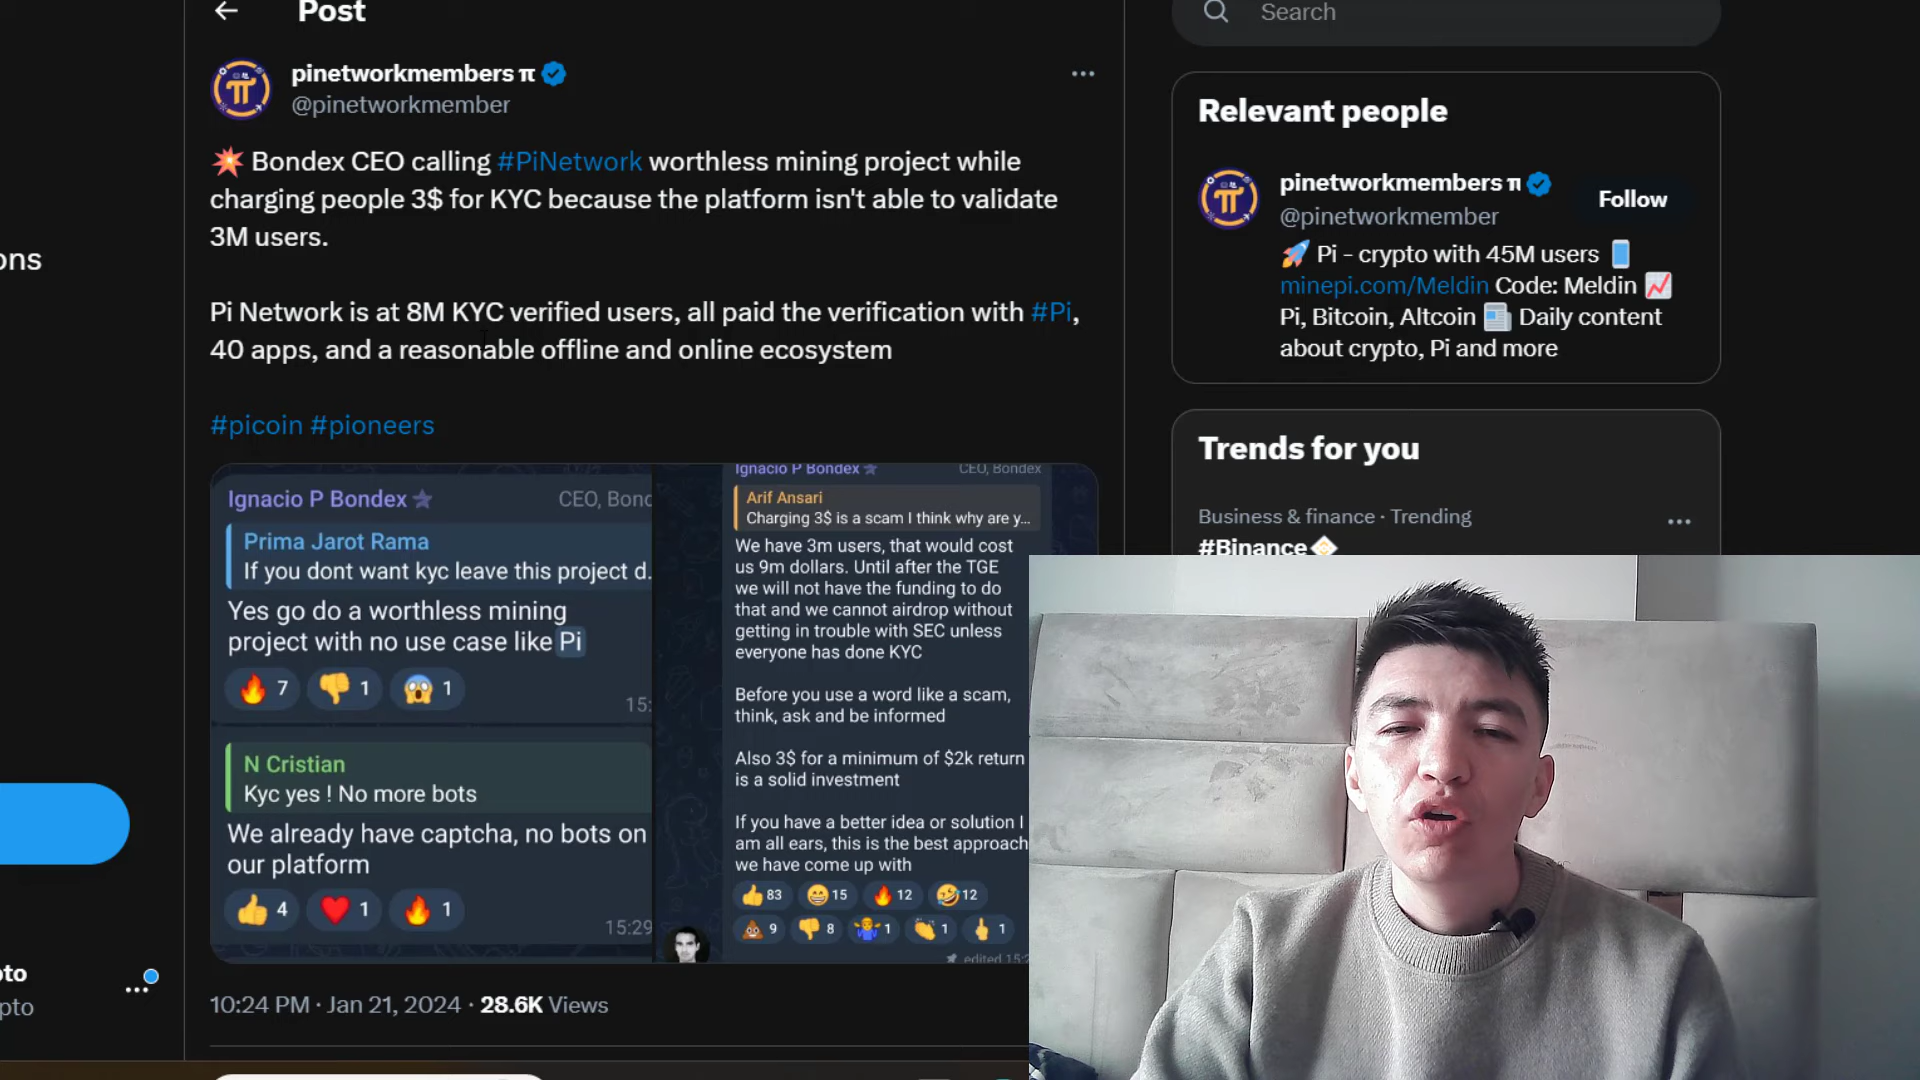 Post
Search
pinetworkmembers π
@pinetworkmember
💥 Bondex CEO calling #PiNetwork worthless mining project while
charging people 3$ for KYC because the platform isn't able to validate
3M users.
Pi Network is at 8M KYC verified users, all paid the verification with #Pi,
40 apps, and a reasonable offline and online ecosystem
#picoin #pioneers
Ignacio P Bondex
CEO, Bond
Prima Jarot Rama
If you dont want kyc leave this project d...
Yes go do a worthless mining
project with no use case like Pi
🔥 7 👎 1 😱 1
15:
N Cristian
Kyc yes ! No more bots
We already have captcha, no bots on
our platform
👍 4 ❤️ 1 🔥 1
15:29
Ignacio P Bondex
CEO, Bondex
Arif Ansari
Charging 3$ is a scam I think why are y...
We have 3m users, that would cost
us 9m dollars. Until after the TGE
we will not have the funding to do
that and we cannot airdrop without
getting in trouble with SEC unless
everyone has done KYC
Before you use a word like a scam,
think, ask and be informed
Also 3$ for a minimum of $2k return
is a solid investment
If you have a better idea or solution I
am all ears, this is the best approach
we have come up with
👍 83 😁 15 🔥 12 🤣 12
💩 9 👎 8 🤷‍♂️ 1 👏 1 🖕 1
edited 15:2
10:24 PM · Jan 21, 2024 · 28.6K Views
Relevant people
pinetworkmembers π
@pinetworkmember
Follow
🚀 Pi - crypto with 45M users 📱
minepi.com/Meldin Code: Meldin 📈
Pi, Bitcoin, Altcoin 📰 Daily content
about crypto, Pi and more
Trends for you
Business & finance · Trending
#Binance
ons
pto
pto